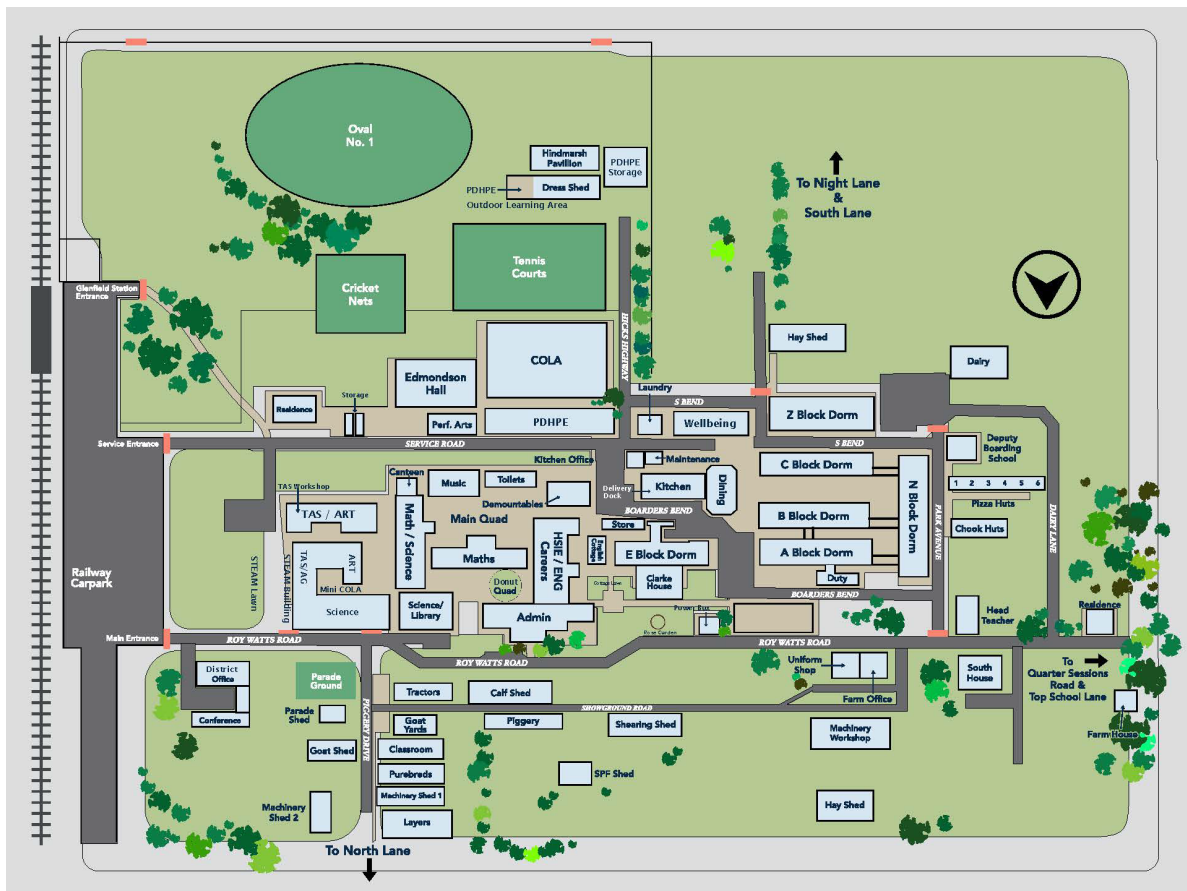 Oval
No. 1
Hindmarsh
Pavillion
PDHPE
Storage
PDHPE
Dress Shed
Outdoor Learning Area
To Night Lane
&
South Lane
Tennis
Courts
Cricket
Nets
Glenfield Station
Entrance
HICKS HIGHWAY
Hay Shed
Dairy
COLA
Edmondson
Hall
Storage
Residence
Perf. Arts
PDHPE
Laundry
S BEND
Wellbeing
Z Block Dorm
Service Entrance
SERVICE ROAD
S BEND
Deputy
Boarding
School
Kitchen Office
Maintenance
C Block Dorm
Canteen
Music
Toilets
Kitchen
Dining
N Block Dorm
1 2 3 4 5 6
TAS Workshop
Demountables
Delivery
Dock
Pizza Huts
TAS / ART
Math / Science
Main Quad
BOARDERS BEND
B Block Dorm
PARK AVENUE
Chook Huts
DAIRY LANE
Store
HSIE / ENG
Careers
English
Cottage
E Block Dorm
A Block Dorm
Maths
STEAM Lawn
STEAM Building
TAS/AG
ART
Mini COLA
Science
Railway
Carpark
Donut
Quad
Cottage Lawn
Clarke
House
Duty
BOARDERS BEND
Science/
Library
Admin
Rose Garden
Head
Teacher
Residence
Main Entrance
ROY WATTS ROAD
ROY WATTS ROAD
ROY WATTS ROAD
District
Office
Parade
Ground
Conference
Parade
Shed
Goat Shed
Machinery
Shed 2
PIGGERY DRIVE
Tractors
Calf Shed
Uniform
Shop
Farm Office
South
House
To
Quarter Sessions
Road &
Top School Lane
SHOWGROUND ROAD
Goat
Yards
Piggery
Shearing Shed
Machinery
Workshop
Farm House
Classroom
Purebreds
SPF Shed
Machinery Shed 1
Hay Shed
Layers
To North Lane